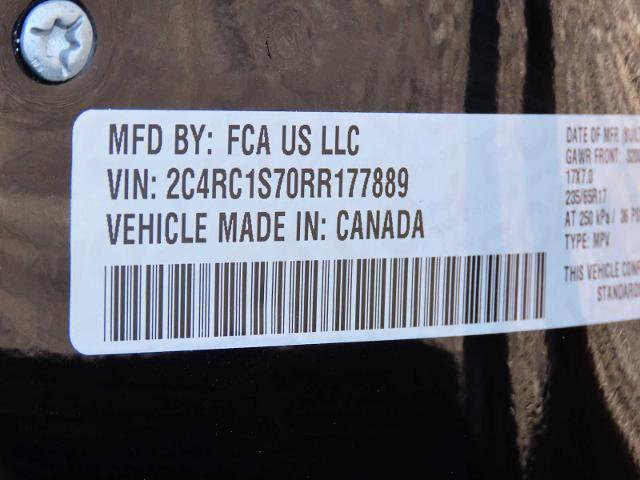 MFD BY: FCA US LLC
VIN: 2C4RC1S70RR177889
VEHICLE MADE IN: CANADA
DATE OF MFR
GAWR FRONT:
17X7.0
235/65R17
AT 250 kPa / 36
TYPE: MPV
THIS VEHICLE